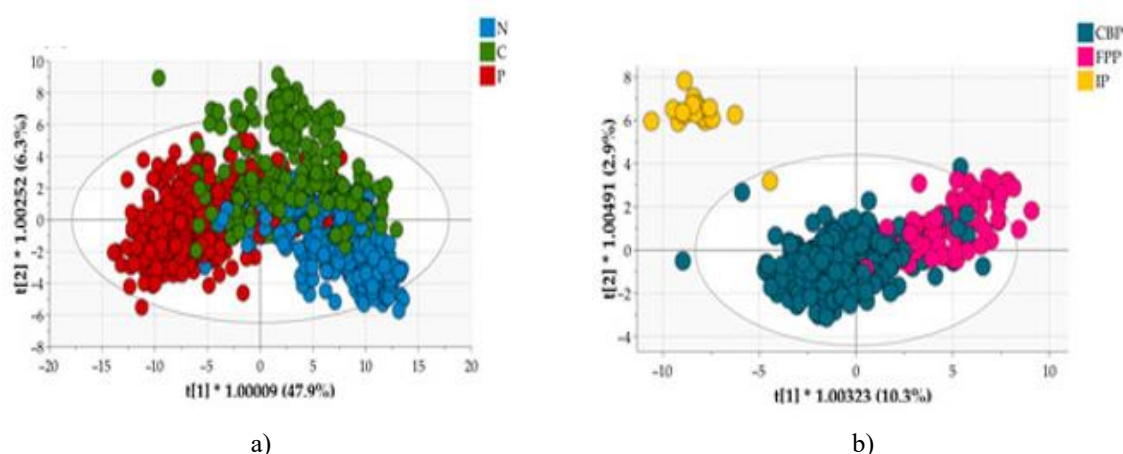 N
C
P
10
8
6
4
2
0
-2
-4
-6
-8
-20
-15
-10
-5
0
5
10
15
20
t[2] * 1.00252 (6.3%)
t[1] * 1.00009 (47.9%)
a)
CBP
FPP
IP
8
6
4
2
0
-2
-4
-10
-5
0
5
10
t[2] * 1.00491 (2.9%)
t[1] * 1.00323 (10.3%)
b)